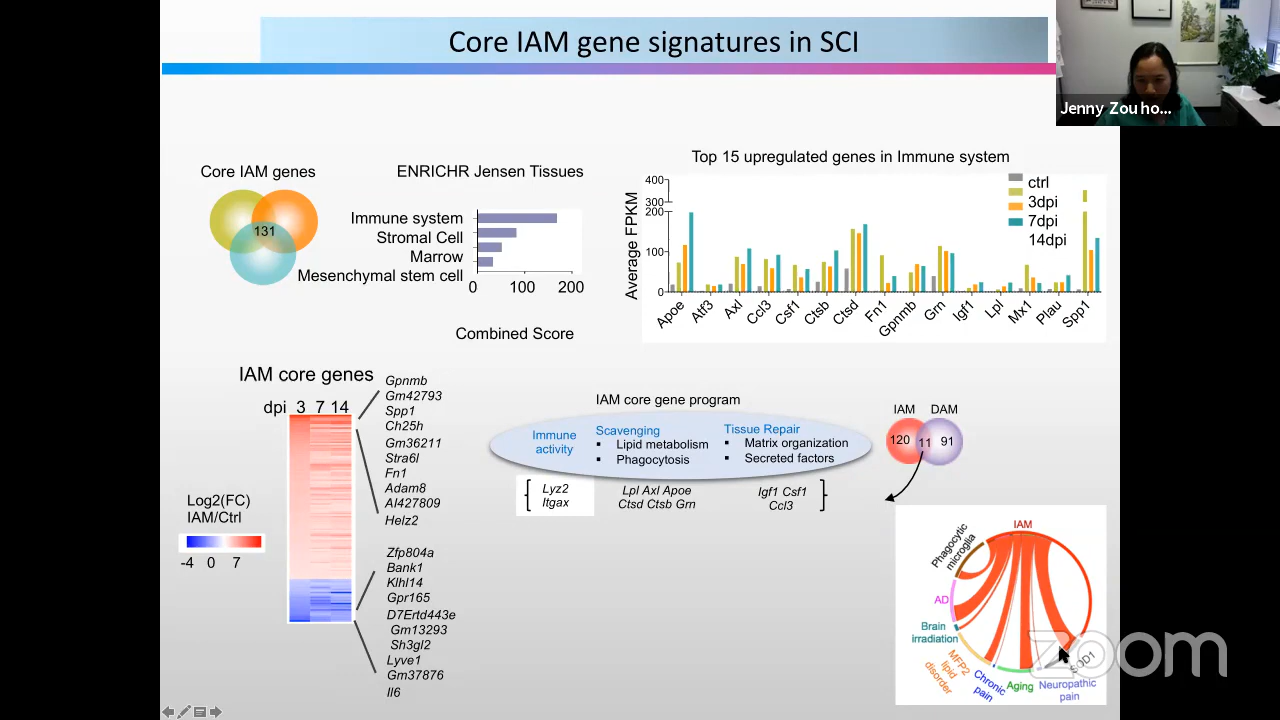 Core IAM gene signatures in SCI
Jenny Zou ho...
Core IAM genes
131
ENRICHR Jensen Tissues
Immune system
Stromal Cell
Marrow
Mesenchymal stem cell
0 100 200
Combined Score
Top 15 upregulated genes in Immune system
Average FPKM
400
300
200
100
0
ctrl
3dpi
7dpi
14dpi
Apoe Atf3 Axl Ccl3 Csf1 Ctsb Ctsd Fn1 Gpnmb Grn Igf1 Lpl Mx1 Plau Spp1
IAM core genes
dpi 3 7 14
Log2(FC)
IAM/Ctrl
-4 0 7
Gpnmb
Gm42793
Spp1
Ch25h
Gm36211
Stra6l
Fn1
Adam8
AI427809
Helz2
Zfp804a
Bank1
Klhl14
Gpr165
D7Ertd443e
Gm13293
Sh3gl2
Lyve1
Gm37876
Il6
IAM core gene program
Immune
activity
Scavenging
▪ Lipid metabolism
▪ Phagocytosis
Tissue Repair
▪ Matrix organization
▪ Secreted factors
Lyz2
Itgax
Lpl Axl Apoe
Ctsd Ctsb Grn
Igf1 Csf1
Ccl3
IAM DAM
120 11 91
IAM
Phagocytic
microglia
AD
Brain
irradiation
MFP2
lipid
disorder
Chronic
pain
Aging
Neuropathic
pain
SOD1
zoom